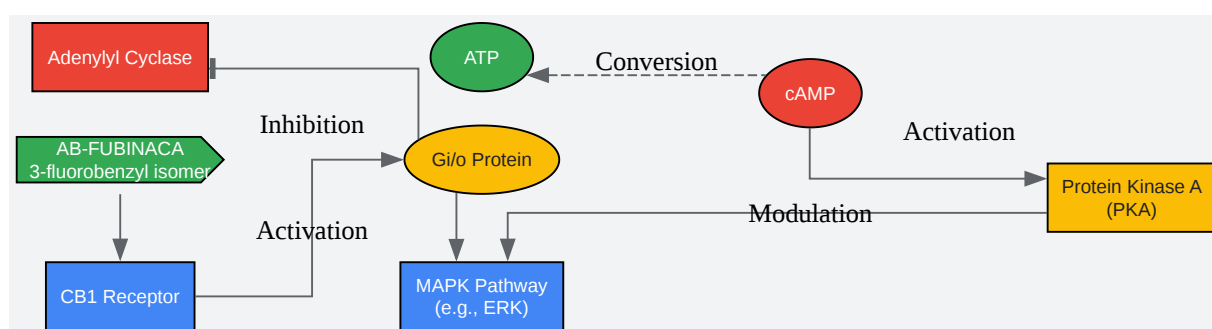 Adenylyl Cyclase
ATP
Conversion
cAMP
Inhibition
Activation
AB-FUBINACA
3-fluorobenzyl isomer
Gi/o Protein
Protein Kinase A
(PKA)
Activation
Modulation
CB1 Receptor
MAPK Pathway
(e.g., ERK)